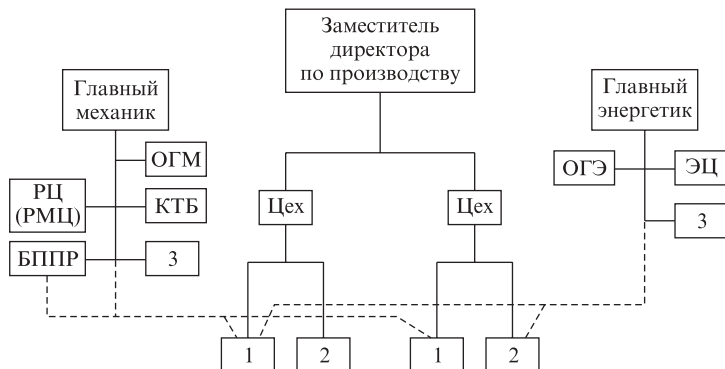 Заместитель
директора
по производству
Главный
механик
Главный
энергетик
ОГМ
ОГЭ
ЭЦ
РЦ
(РМЦ)
КТБ
Цех
Цех
3
БППР
3
1
2
1
2